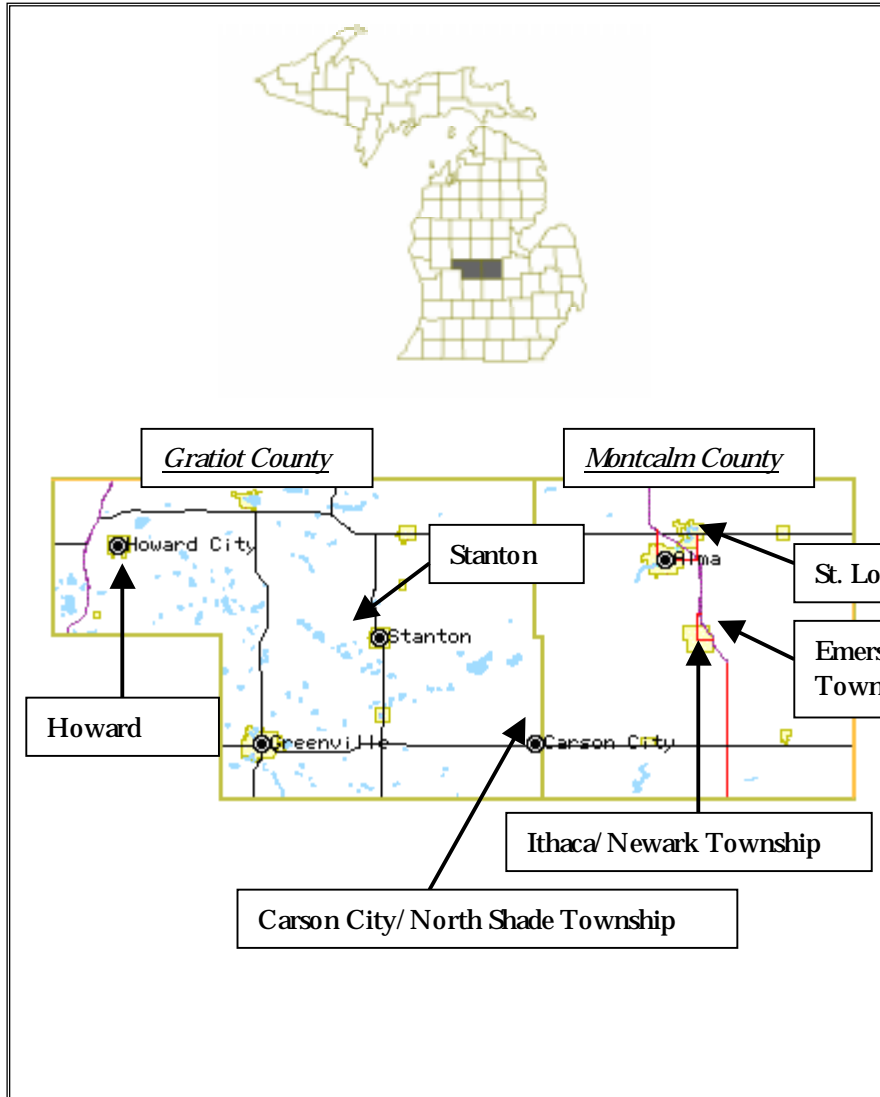 Gratiot County
Montcalm County
Howard City
Stanton
Alma
St. Lo
Stanton
Emers
Town
Howard
Greenville
Carson City
Ithaca/ Newark Township
Carson City/ North Shade Township